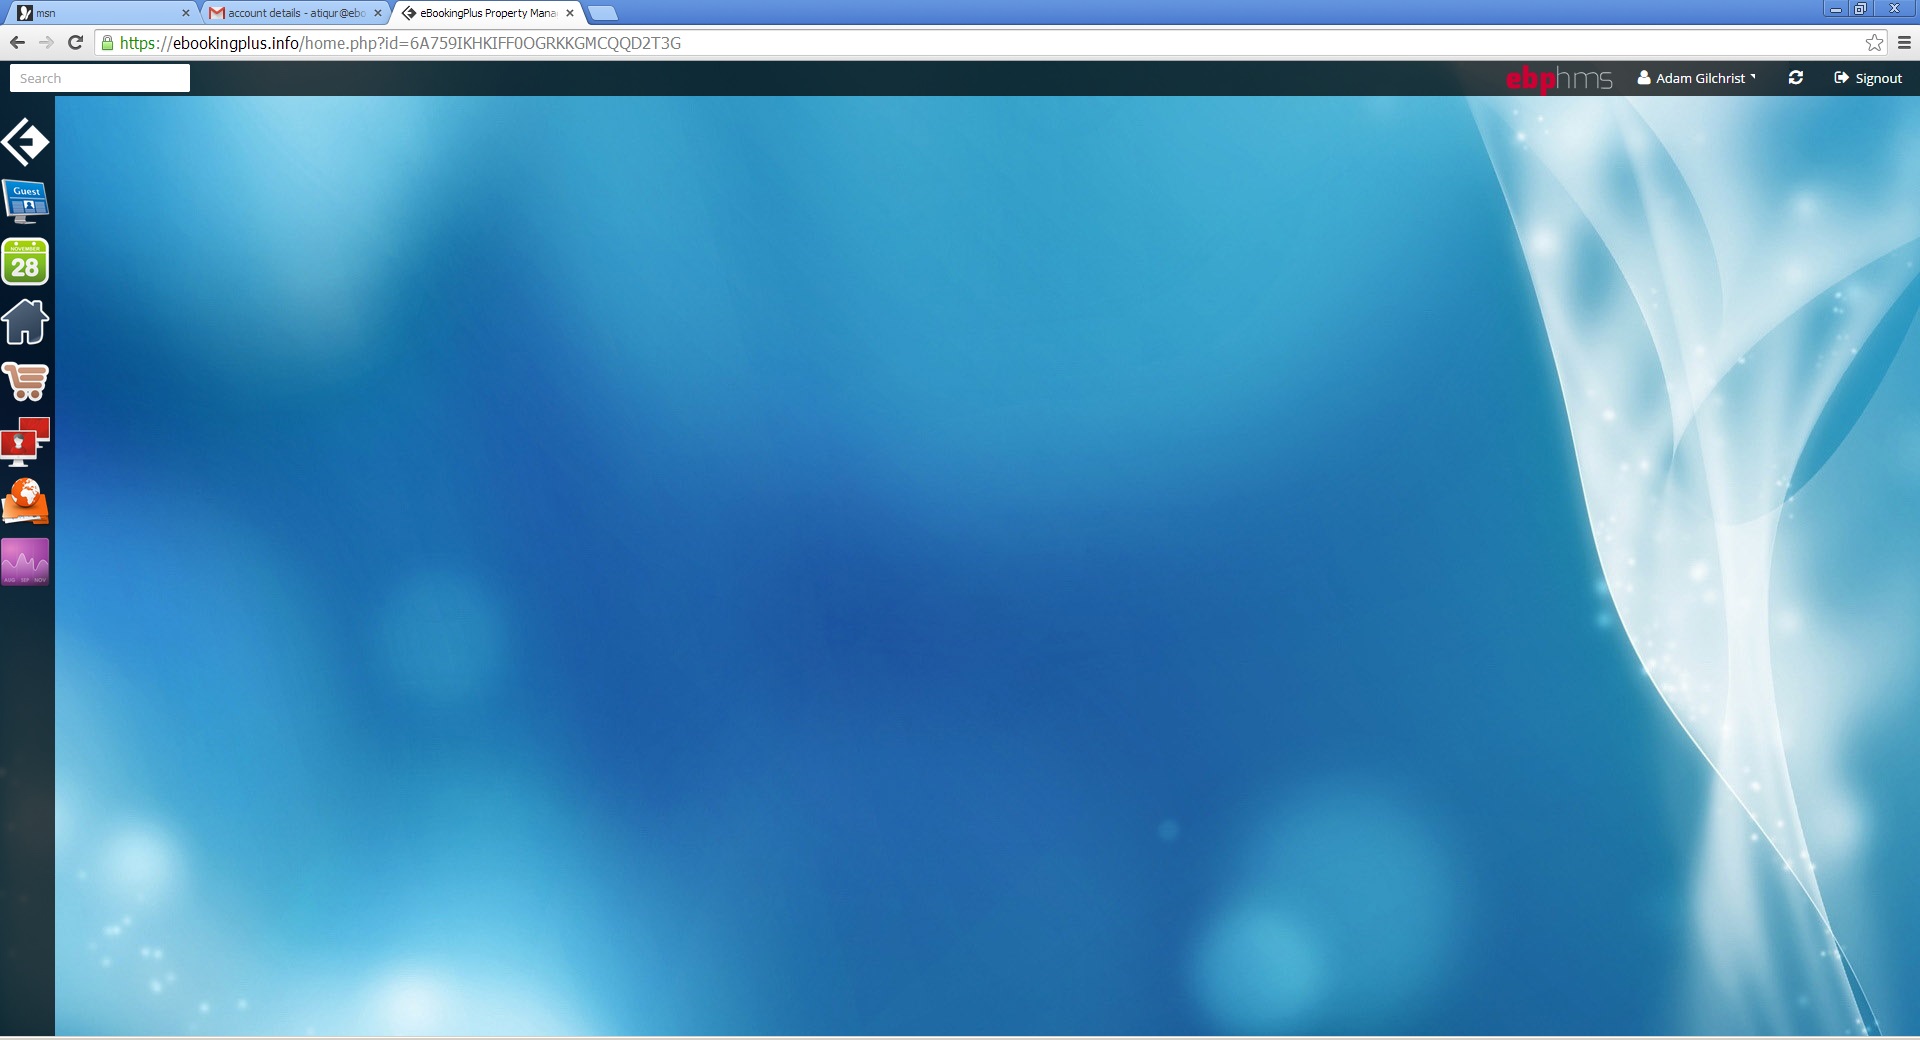 msn
account details - atiqur@ebo
eBookingPlus Property Mana
https://ebookingplus.info/home.php?id=6A759IKHKIFF0OGRKKGMCQQD2T3G
Search
ebphms
Adam Gilchrist
Signout
Guest
NOVEMBER
28
AUG SEP NOV